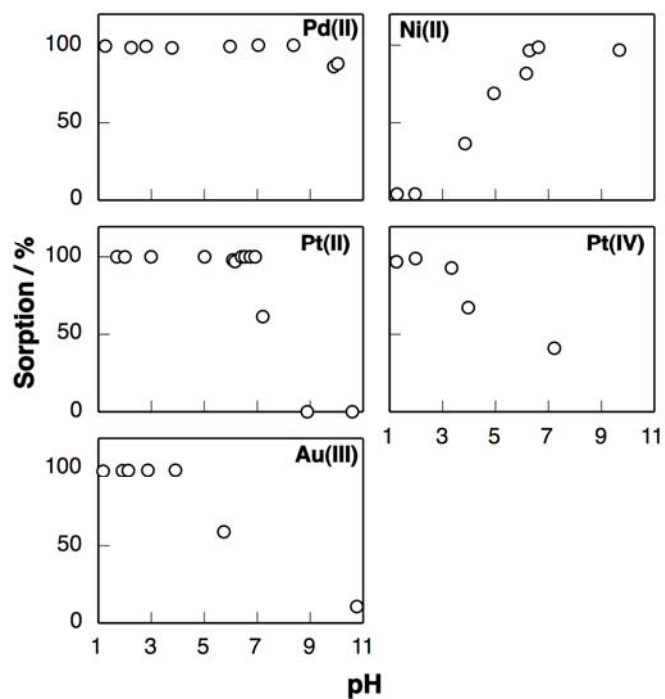 Pd(II)
Ni(II)
100
50
0
Pt(II)
Pt(IV)
100
50
0
Sorption / %
1 3 5 7 9 11
Au(III)
100
50
0
1 3 5 7 9 11
pH